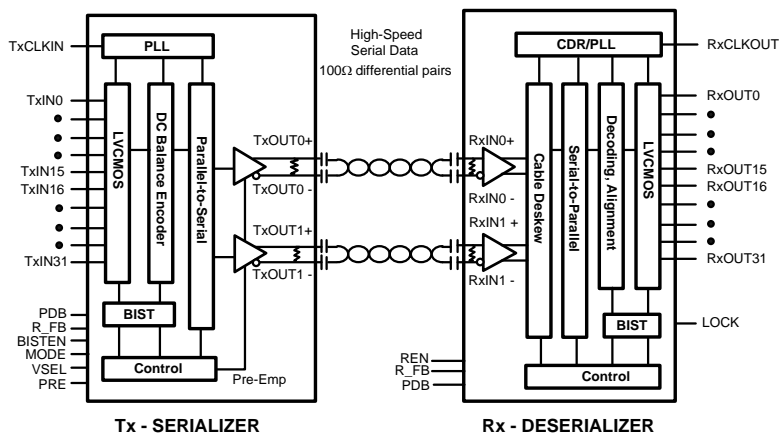 TxCLKIN
PLL
TxIN0
TxIN15
TxIN16
TxIN31
LVCMOS
DC Balance Encoder
Parallel-to-Serial
TxOUT0+
TxOUT0 -
TxOUT1+
TxOUT1 -
PDB
R_FB
BISTEN
MODE
VSEL
PRE
BIST
Control
Pre-Emp
Tx - SERIALIZER
High-Speed
Serial Data
100Ω differential pairs
CDR/PLL
RxCLKOUT
RxIN0+
RxIN0 -
RxIN1 +
RxIN1 -
Cable Deskew
Serial-to-Parallel
Decoding, Alignment
LVCMOS
RxOUT0
RxOUT15
RxOUT16
RxOUT31
BIST
LOCK
REN
R_FB
PDB
Control
Rx - DESERIALIZER